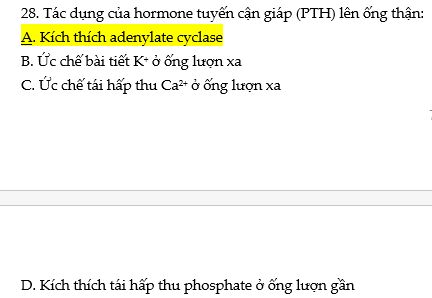 28. Tác dụng của hormone tuyến cận giáp (PTH) lên ống thận:
A. Kích thích adenylate cyclase
B. Ức chế bài tiết K⁺ ở ống lượn xa
C. Ức chế tái hấp thu Ca²⁺ ở ống lượn xa
D. Kích thích tái hấp thu phosphate ở ống lượn gần